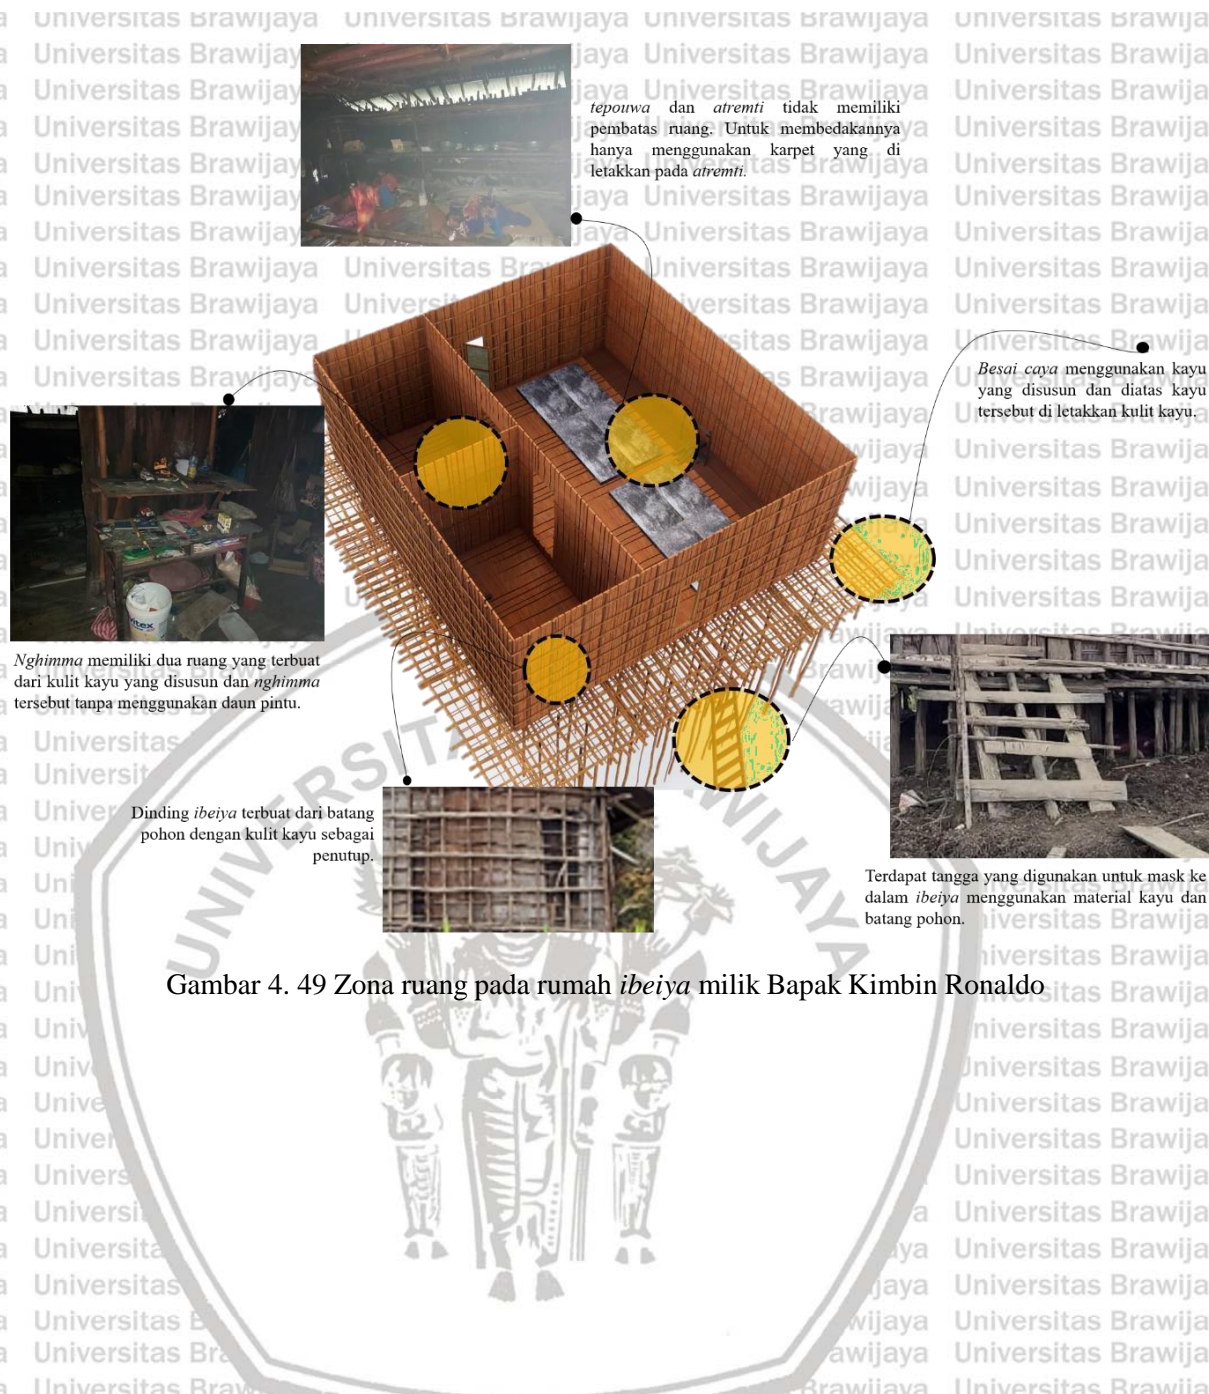 tepouwa dan atremti tidak memiliki
pembatas ruang. Untuk membedakannya
hanya menggunakan karpet yang di
letakkan pada atremti.
Besai caya menggunakan kayu
yang disusun dan diatas kayu
tersebut di letakkan kulit kayu.
Nghimma memiliki dua ruang yang terbuat
dari kulit kayu yang disusun dan nghimma
tersebut tanpa menggunakan daun pintu.
Dinding ibeiya terbuat dari batang
pohon dengan kulit kayu sebagai
penutup.
Terdapat tangga yang digunakan untuk mask ke
dalam ibeiya menggunakan material kayu dan
batang pohon.
Gambar 4. 49 Zona ruang pada rumah ibeiya milik Bapak Kimbin Ronaldo
Universitas Brawijaya
UNIVERSITAS BRAWIJAYA